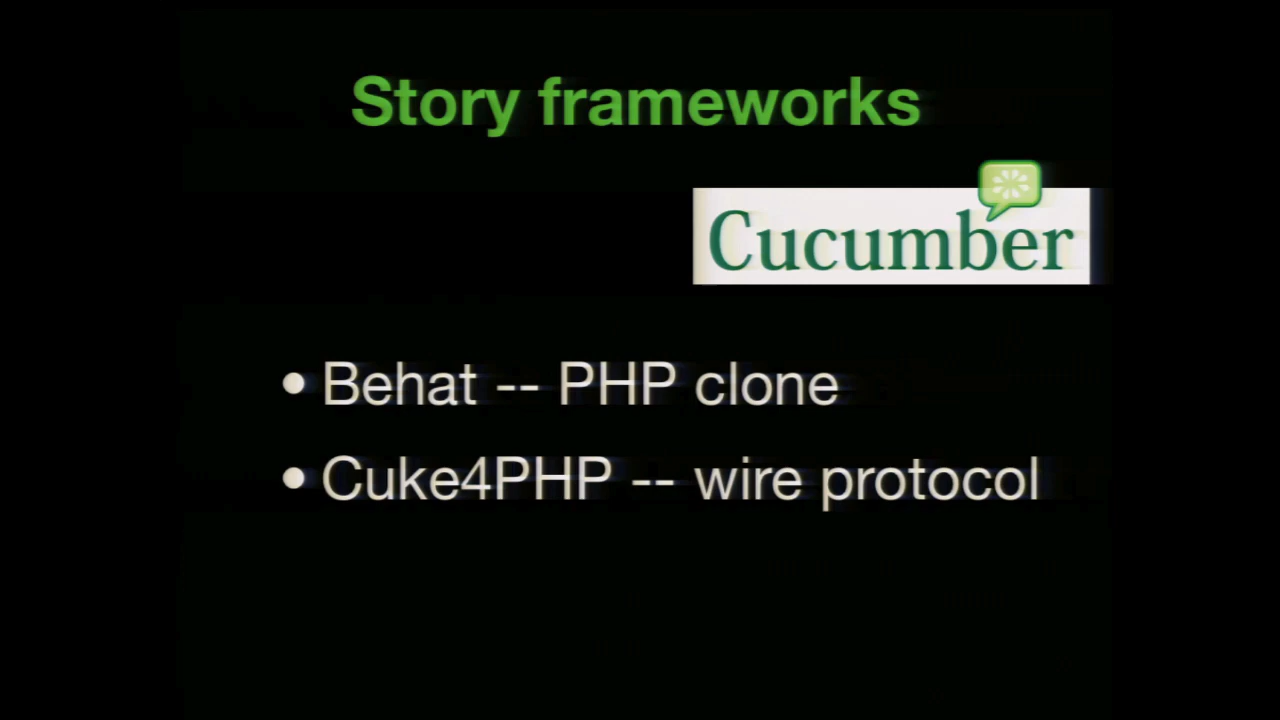 Story frameworks
Cucumber
• Behat -- PHP clone
• Cuke4PHP -- wire protocol